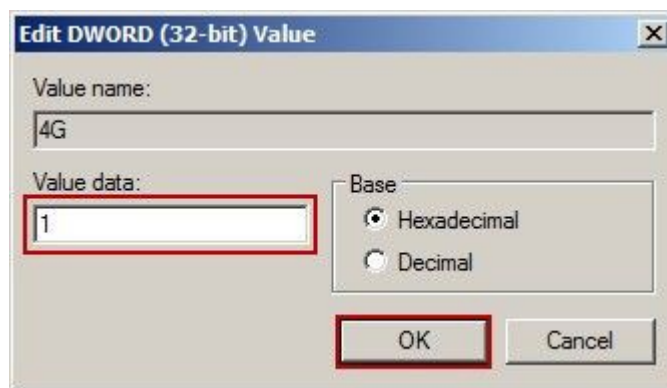 Edit DWORD (32-bit) Value
Value name:
4G
Value data:
1
Base
Hexadecimal
Decimal
OK
Cancel